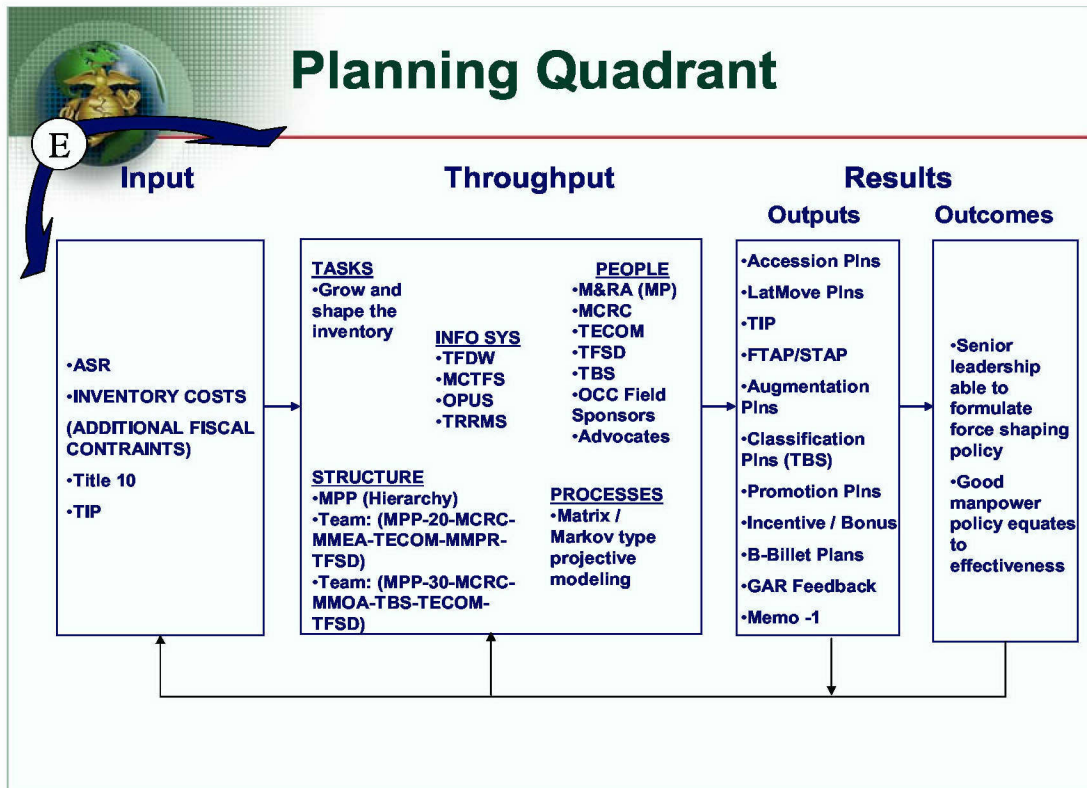 Planning Quadrant
E
Input
Throughput
Results
Outputs
Outcomes
•ASR
•INVENTORY COSTS
(ADDITIONAL FISCAL
CONTRAINTS)
•Title 10
•TIP
TASKS
•Grow and
shape the
inventory
INFO SYS
•TFDW
•MCTFS
•OPUS
•TRRMS
PEOPLE
•M&RA (MP)
•MCRC
•TECOM
•TFSD
•TBS
•OCC Field
Sponsors
•Advocates
STRUCTURE
•MPP (Hierarchy)
•Team: (MPP-20-MCRC-
MMEA-TECOM-MMPR-
TFSD)
•Team: (MPP-30-MCRC-
MMOA-TBS-TECOM-
TFSD)
PROCESSES
•Matrix /
Markov type
projective
modeling
•Accession Plns
•LatMove Plns
•TIP
•FTAP/STAP
•Augmentation
Plns
•Classification
Plns (TBS)
•Promotion Plns
•Incentive / Bonus
•B-Billet Plans
•GAR Feedback
•Memo -1
•Senior
leadership
able to
formulate
force shaping
policy
•Good
manpower
policy equates
to
effectiveness